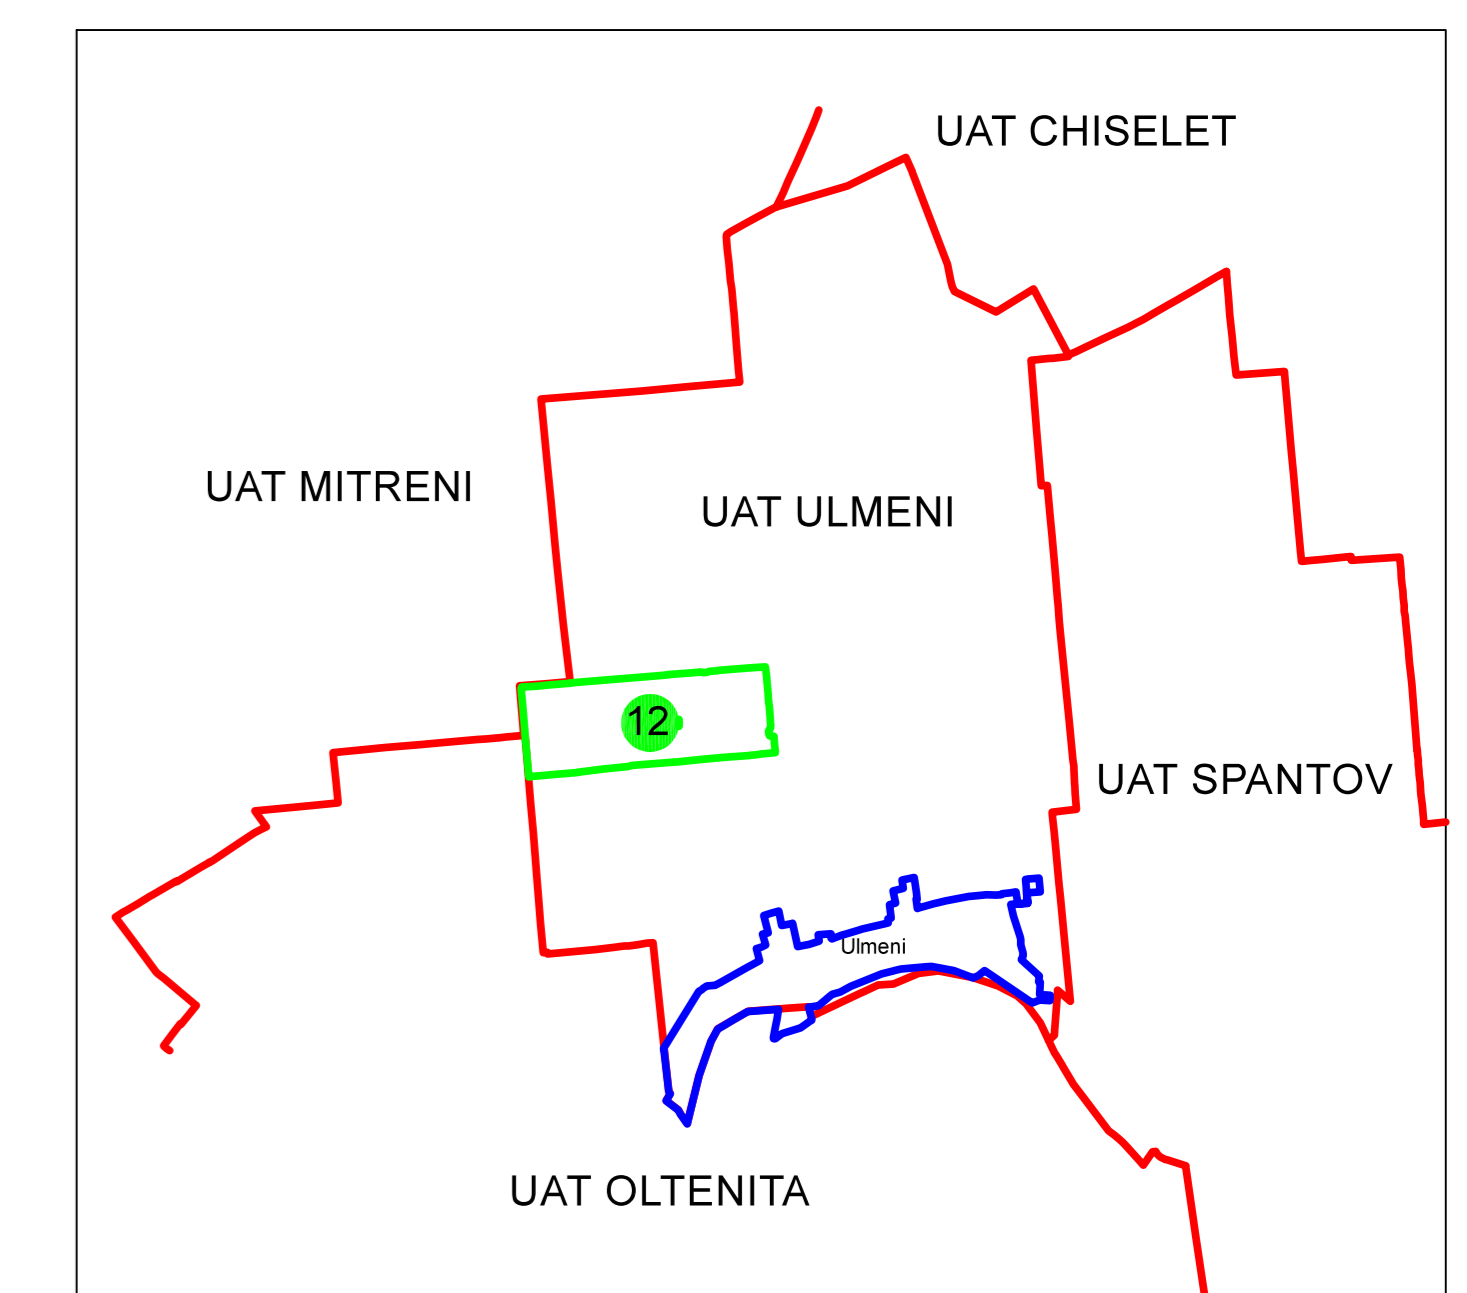 UAT CHISELET
UAT MITRENI
UAT ULMENI
12
UAT SPANTOV
Ulmeni
UAT OLTENITA